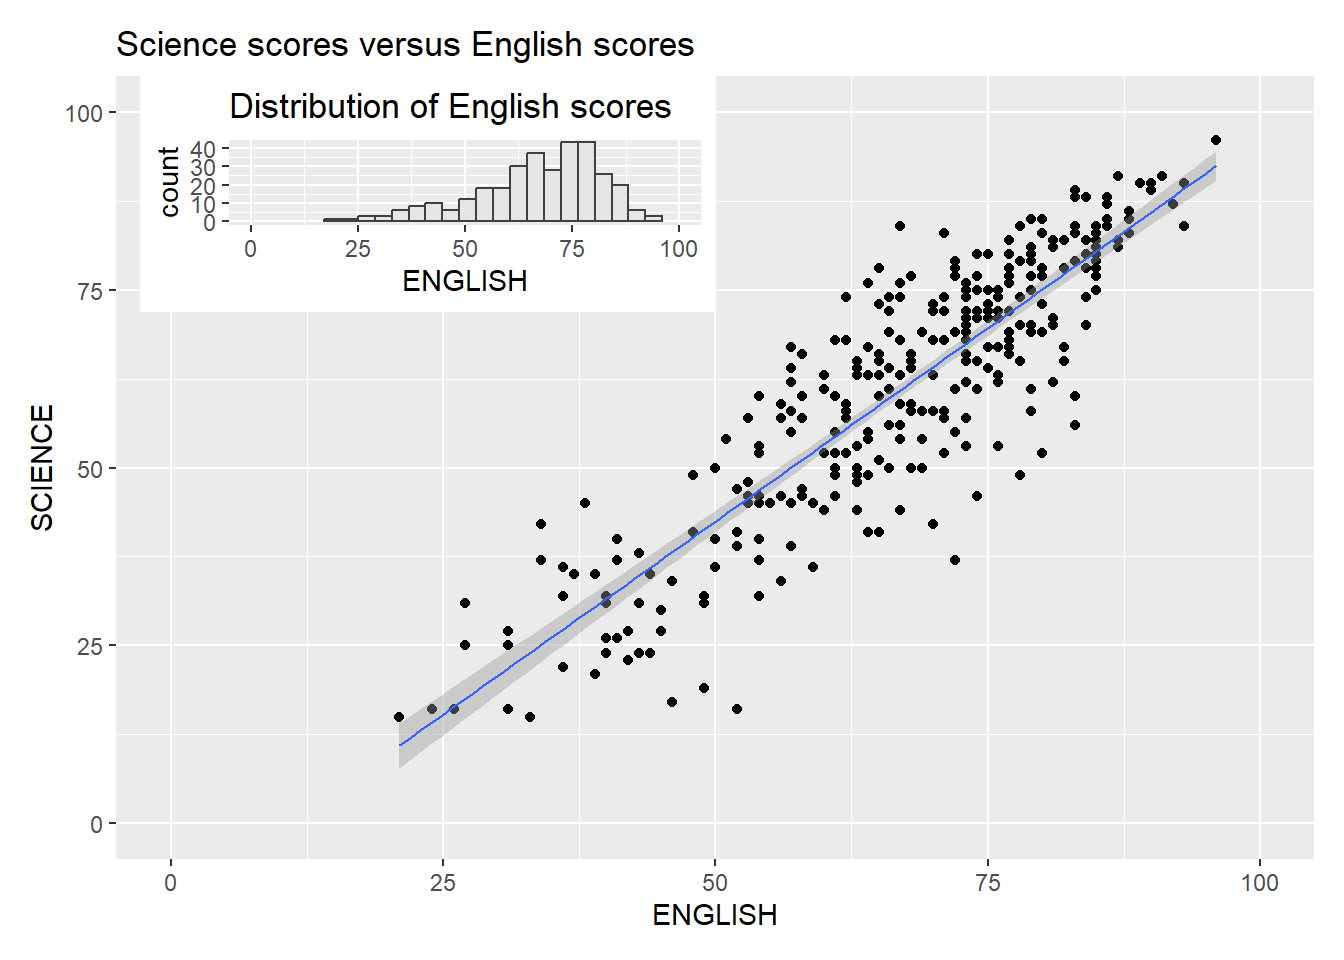 Science scores versus English scores
Distribution of English scores
count
40
30
20
10
0
0 25 50 75 100
ENGLISH
SCIENCE
100
75
50
25
0
0 25 50 75 100
ENGLISH